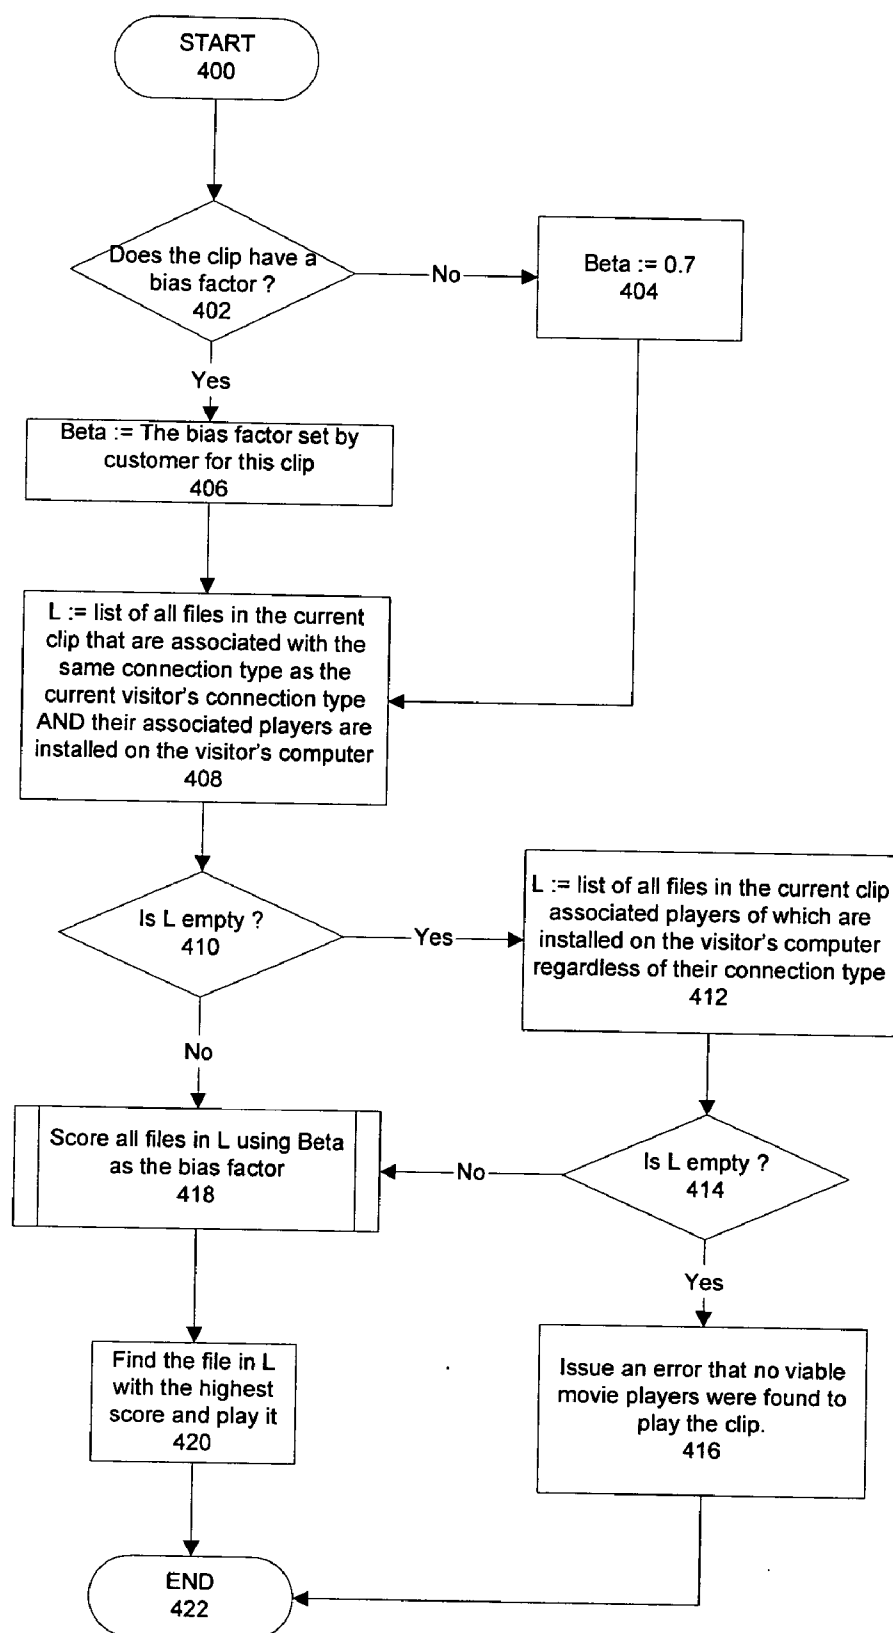 START
400
Does the clip have a
bias factor ?
402
No
Beta := 0.7
404
Yes
Beta := The bias factor set by
customer for this clip
406
L := list of all files in the current
clip that are associated with the
same connection type as the
current visitor's connection type
AND their associated players are
installed on the visitor's computer
408
Is L empty ?
410
Yes
L := list of all files in the current clip
associated players of which are
installed on the visitor's computer
regardless of their connection type
412
No
Score all files in L using Beta
as the bias factor
418
No
Is L empty ?
414
Yes
Find the file in L
with the highest
score and play it
420
Issue an error that no viable
movie players were found to
play the clip.
416
END
422